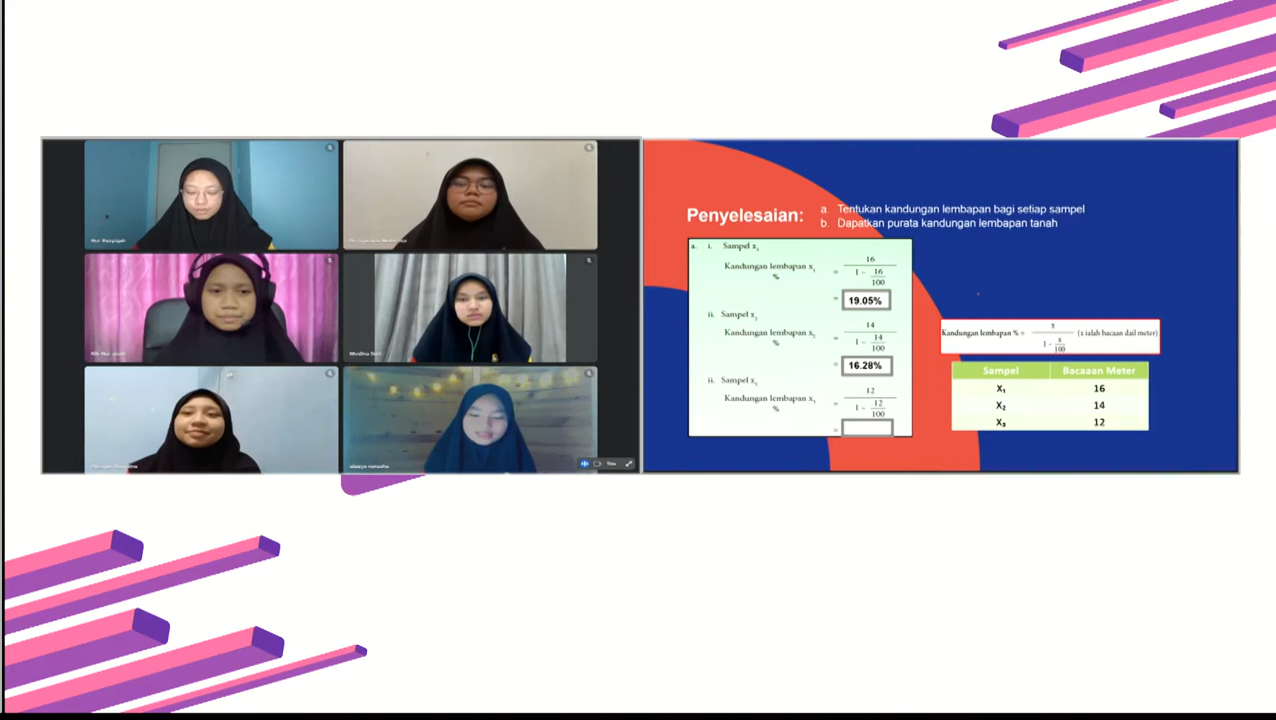 Penyelesaian:
a. Tentukan kandungan lembapan bagi setiap sampel
b. Dapatkan purata kandungan lembapan tanah
a. i. Sampel x₁
Kandungan lembapan x₁ % = 16 / 1 - 16/100
= 19.05%
ii. Sampel x₂
Kandungan lembapan x₂ % = 14 / 1 - 14/100
= 16.28%
ii. Sampel x₃
Kandungan lembapan x₃ % = 12 / 1 - 12/100
=
Kandungan lembapan % = x / 1 - x/100 (x ialah bacaan dail meter)
Sampel Bacaaan Meter
X₁ 16
X₂ 14
X₃ 12
You